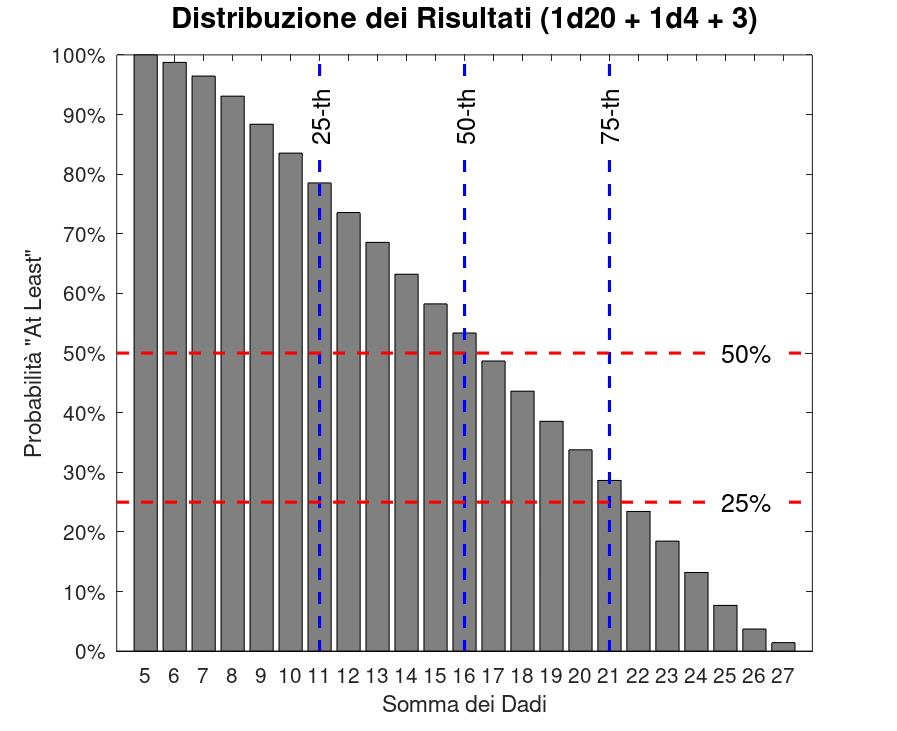 Distribuzione dei Risultati (1d20 + 1d4 + 3)
100%
90%
80%
70%
60%
50%
40%
30%
20%
10%
0%
Probabilità "At Least"
25-th
50-th
75-th
50%
25%
5 6 7 8 9 10 11 12 13 14 15 16 17 18 19 20 21 22 23 24 25 26 27
Somma dei Dadi